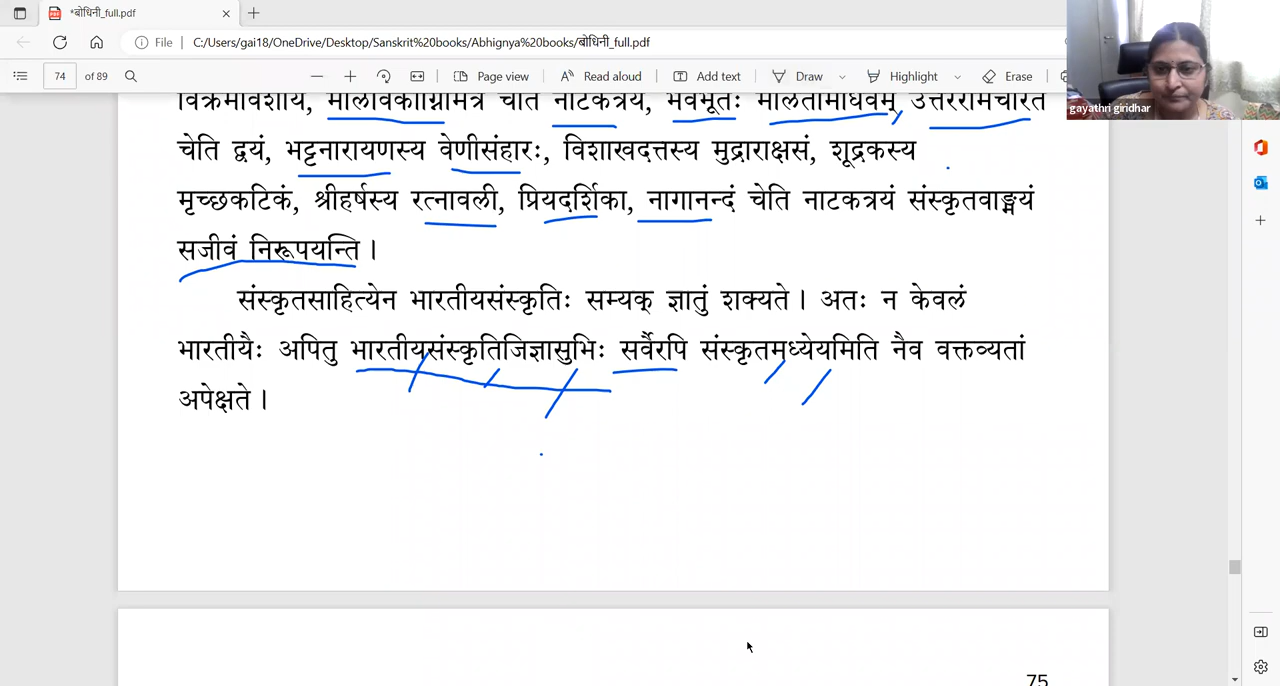 *बोधिनी_full.pdf
File
C:/Users/gai18/OneDrive/Desktop/Sanskrit%20books/Abhignya%20books/बोधिनी_full.pdf
74 of 89
Page view
Read aloud
Add text
Draw
Highlight
Erase
gayathri giridhar
विक्रमोर्वशीयं, मालविकाग्निमित्रं चेति नाटकत्रयं, भवभूतेः मालतीमाधवम्, उत्तररामचरितं
चेति द्वयं, भट्टनारायणस्य वेणीसंहारः, विशाखदत्तस्य मुद्राराक्षसं, शूद्रकस्य
मृच्छकटिकं, श्रीहर्षस्य रत्नावली, प्रियदर्शिका, नागानन्दं चेति नाटकत्रयं संस्कृतवाङ्मयं
सजीवं निरूपयन्ति ।
संस्कृतसाहित्येन भारतीयसंस्कृतिः सम्यक् ज्ञातुं शक्यते । अतः न केवलं
भारतीयैः अपितु भारतीयसंस्कृतिजिज्ञासुभिः सर्वैरपि संस्कृतमध्येयमिति नैव वक्तव्यतां
अपेक्षते ।
75